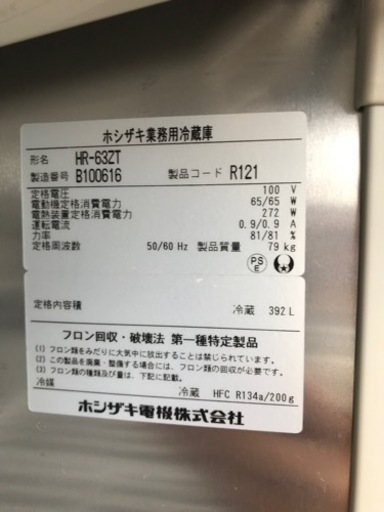 ホシザキ業務用冷蔵庫
形名 HR-63ZT
製造番号 B100616 製品コード R121
定格電圧 100 V
電動機定格消費電力 65/65 W
電熱装置定格消費電力 272 W
運転電流 0.9/0.9 A
力率 81/81 %
定格周波数 50/60 Hz 製品質量 79 kg
PSE
定格内容積 冷蔵 392 L
フロン回収・破壊法 第一種特定製品
(1) フロン類をみだりに大気中に放出することは禁じられています。
(2) この製品を廃棄・整備する場合には、フロン類の回収が必要です。
(3) フロン類の種類及び量は、下記に記載。
冷媒 冷蔵 HFC R134a/200g
ホシザキ電機株式会社